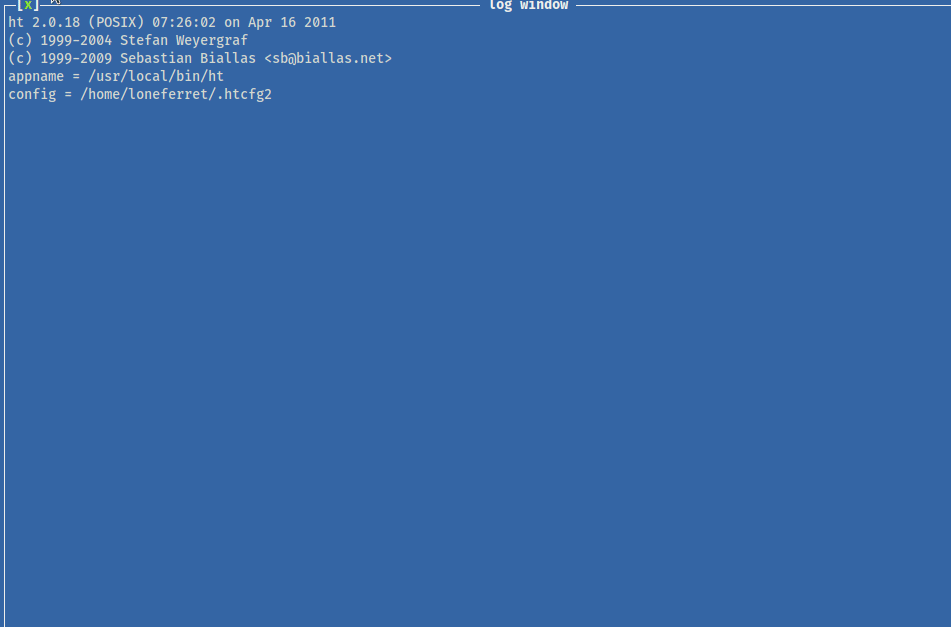 [x] log window
ht 2.0.18 (POSIX) 07:26:02 on Apr 16 2011
(c) 1999-2004 Stefan Weyergraf
(c) 1999-2009 Sebastian Biallas <sb@biallas.net>
appname = /usr/local/bin/ht
config = /home/loneferret/.htcfg2